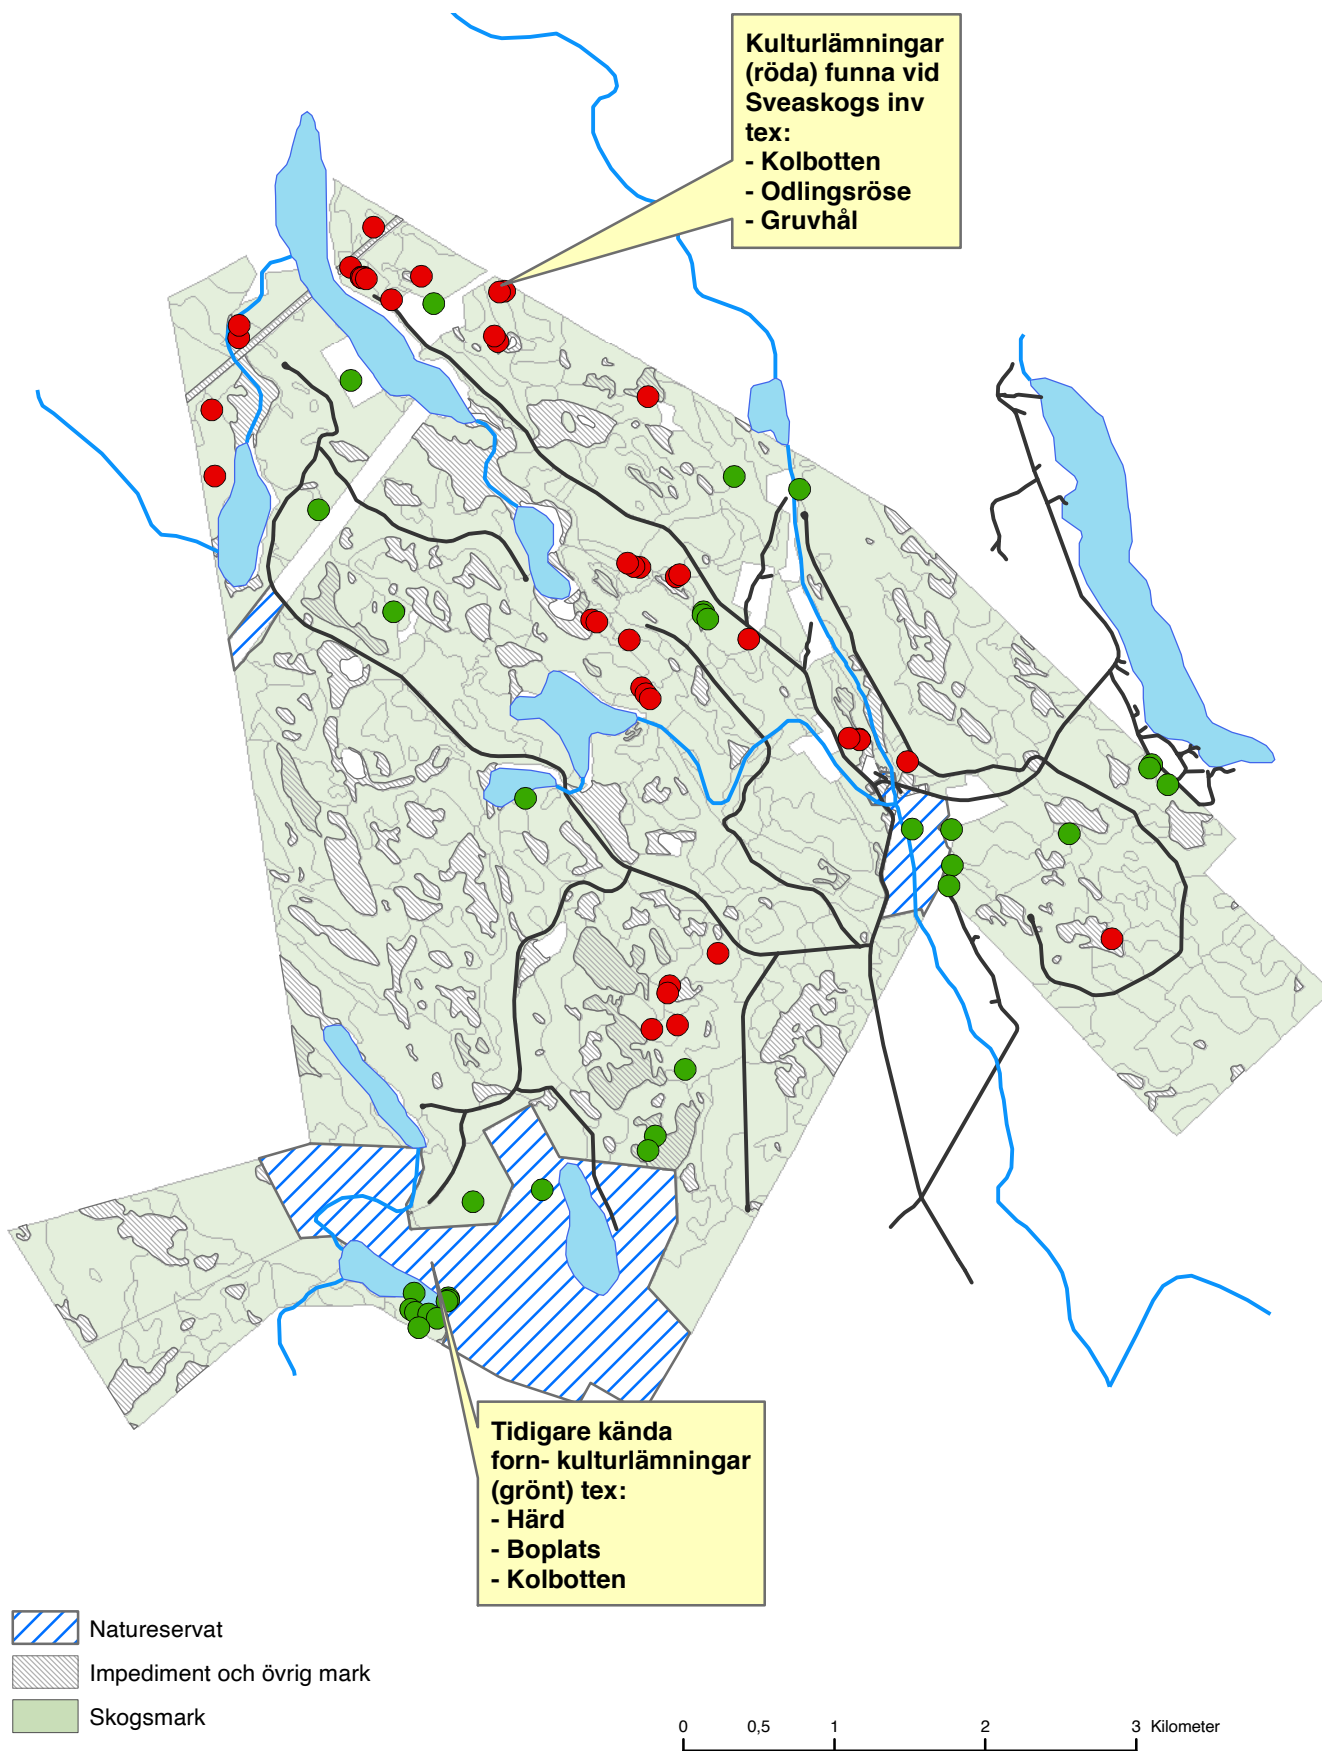 Kulturlämningar
(röda) funna vid
Sveaskogs inv
tex:
- Kolbotten
- Odlingsröse
- Gruvhål
Tidigare kända
forn- kulturlämningar
(grönt) tex:
- Härd
- Boplats
- Kolbotten
Natureservat
Impediment och övrig mark
Skogsmark
0 0,5 1 2 3 Kilometer